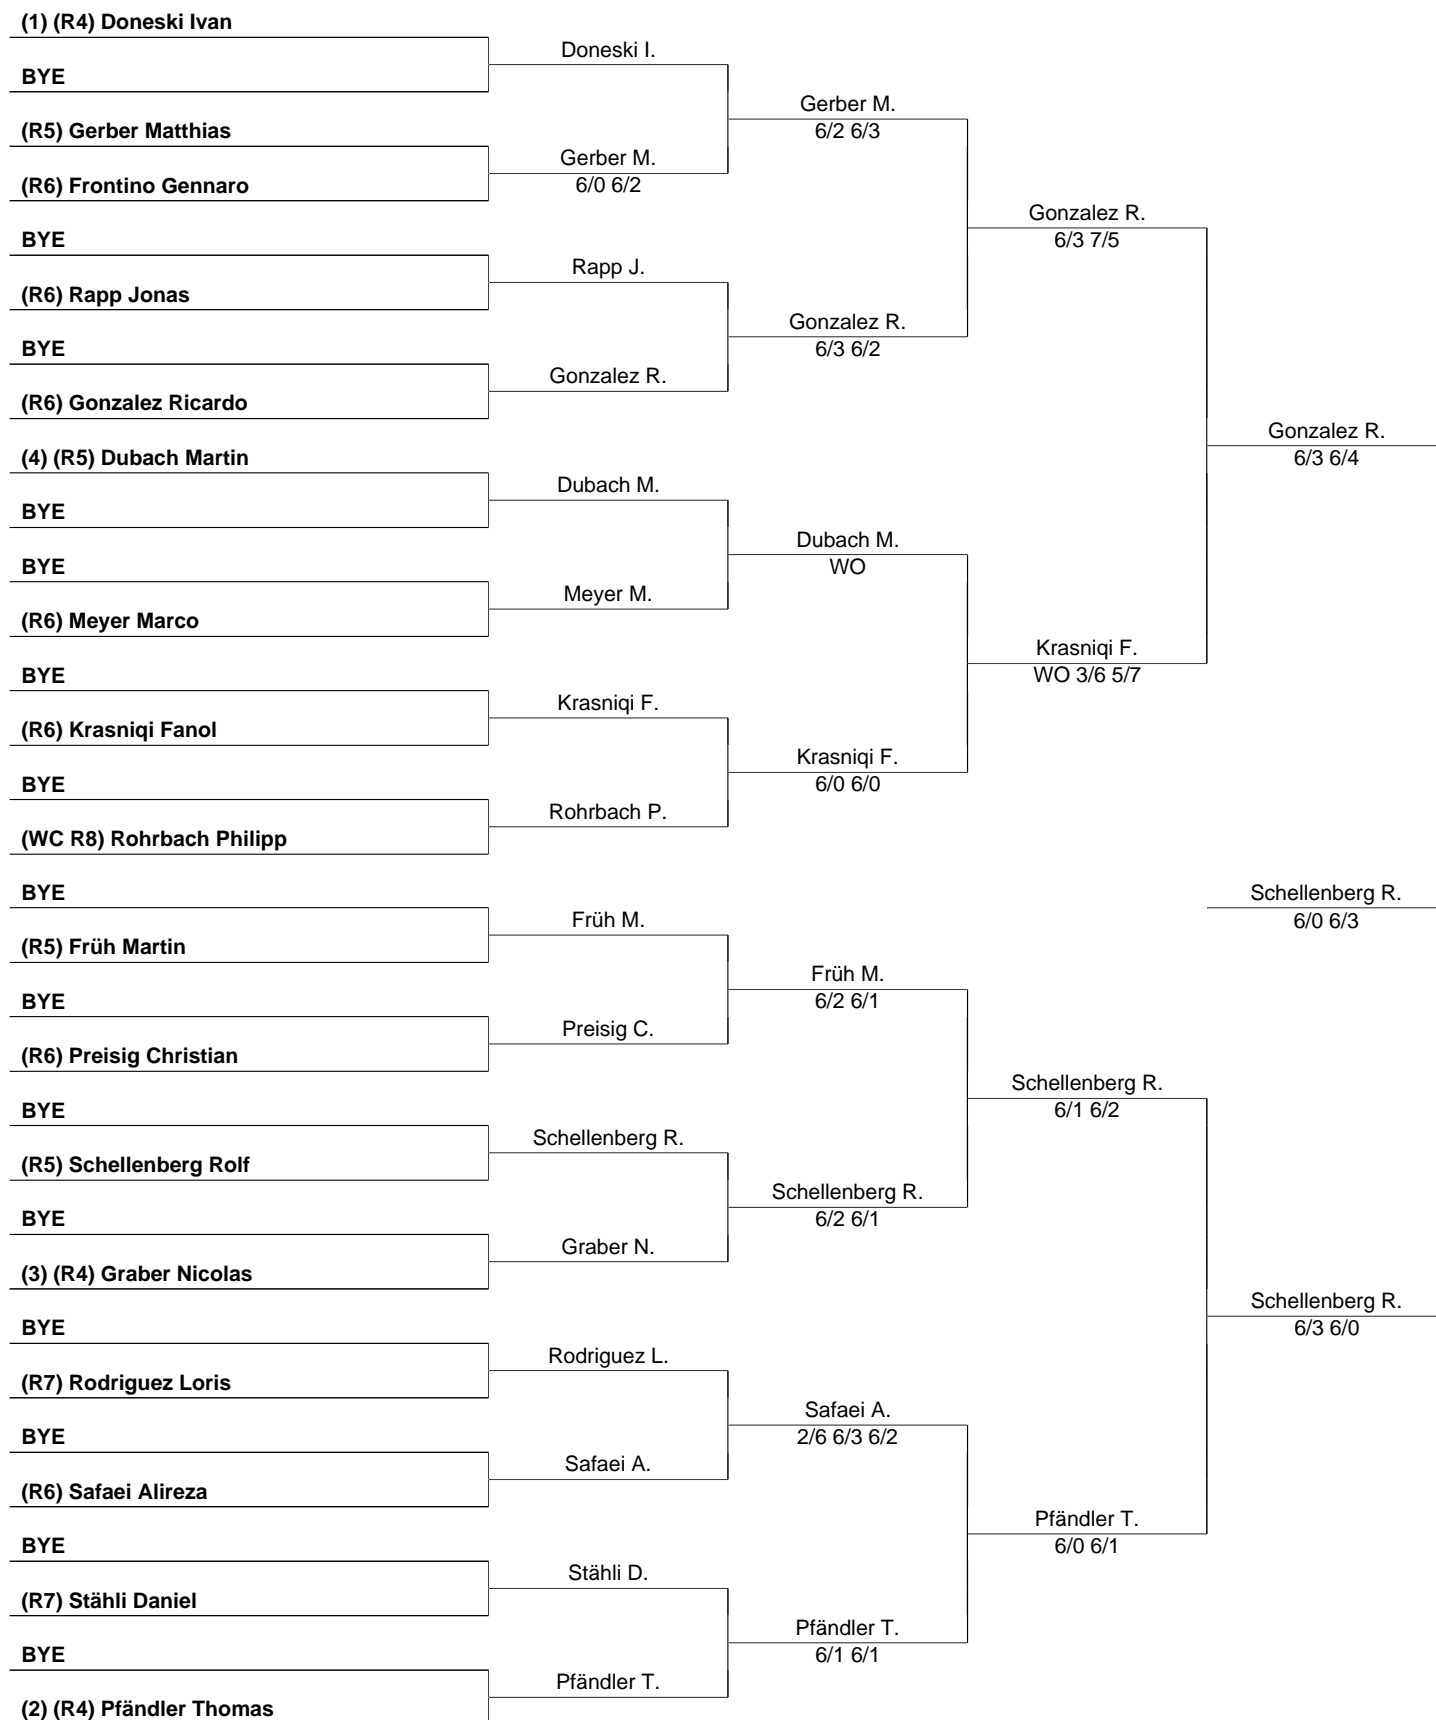 (1) (R4) Doneski Ivan
Doneski I.
BYE
Gerber M.
6/2 6/3
(R5) Gerber Matthias
Gerber M.
6/0 6/2
(R6) Frontino Gennaro
Gonzalez R.
6/3 7/5
BYE
Rapp J.
(R6) Rapp Jonas
Gonzalez R.
6/3 6/2
BYE
Gonzalez R.
(R6) Gonzalez Ricardo
Gonzalez R.
6/3 6/4
(4) (R5) Dubach Martin
Dubach M.
BYE
Dubach M.
WO
BYE
Meyer M.
(R6) Meyer Marco
Krasniqi F.
WO 3/6 5/7
BYE
Krasniqi F.
(R6) Krasniqi Fanol
Krasniqi F.
6/0 6/0
BYE
Rohrbach P.
(WC R8) Rohrbach Philipp
BYE
Schellenberg R.
6/0 6/3
Früh M.
(R5) Früh Martin
Früh M.
6/2 6/1
BYE
Preisig C.
(R6) Preisig Christian
Schellenberg R.
6/1 6/2
BYE
Schellenberg R.
(R5) Schellenberg Rolf
Schellenberg R.
6/2 6/1
BYE
Graber N.
(3) (R4) Graber Nicolas
Schellenberg R.
6/3 6/0
BYE
Rodriguez L.
(R7) Rodriguez Loris
Safaei A.
2/6 6/3 6/2
BYE
Safaei A.
(R6) Safaei Alireza
Pfändler T.
6/0 6/1
BYE
Stähli D.
(R7) Stähli Daniel
Pfändler T.
6/1 6/1
BYE
Pfändler T.
(2) (R4) Pfändler Thomas